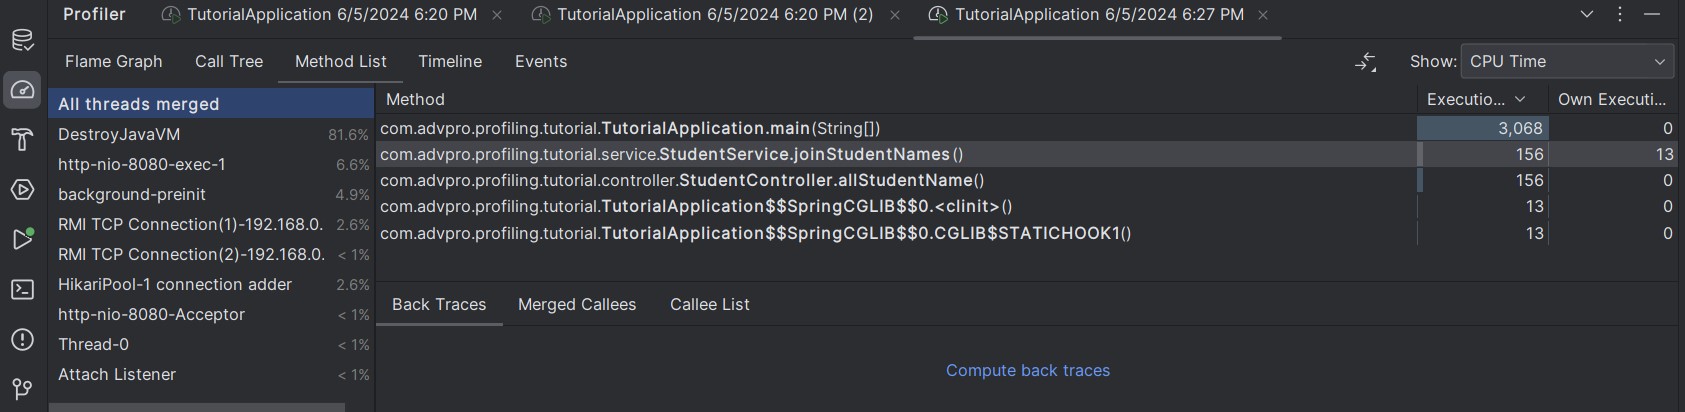 Profiler TutorialApplication 6/5/2024 6:20 PM TutorialApplication 6/5/2024 6:20 PM (2) TutorialApplication 6/5/2024 6:27 PM
Flame Graph Call Tree Method List Timeline Events Show: CPU Time
All threads merged
DestroyJavaVM 81.6%
http-nio-8080-exec-1 6.6%
background-preinit 4.9%
RMI TCP Connection(1)-192.168.0. 2.6%
RMI TCP Connection(2)-192.168.0. < 1%
HikariPool-1 connection adder 2.6%
http-nio-8080-Acceptor < 1%
Thread-0 < 1%
Attach Listener < 1%
Method Executio... Own Executi...
com.advpro.profiling.tutorial.TutorialApplication.main(String[]) 3,068 0
com.advpro.profiling.tutorial.service.StudentService.joinStudentNames() 156 13
com.advpro.profiling.tutorial.controller.StudentController.allStudentName() 156 0
com.advpro.profiling.tutorial.TutorialApplication$$SpringCGLIB$$0.<clinit>() 13 0
com.advpro.profiling.tutorial.TutorialApplication$$SpringCGLIB$$0.CGLIB$STATICHOOK1() 13 0
Back Traces Merged Callees Callee List
Compute back traces